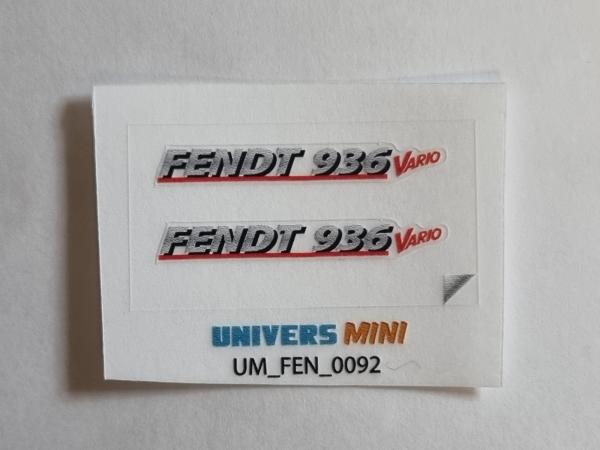 FENDT 936 VARIO
FENDT 936 VARIO
UNIVERS MINI
UM_FEN_0092